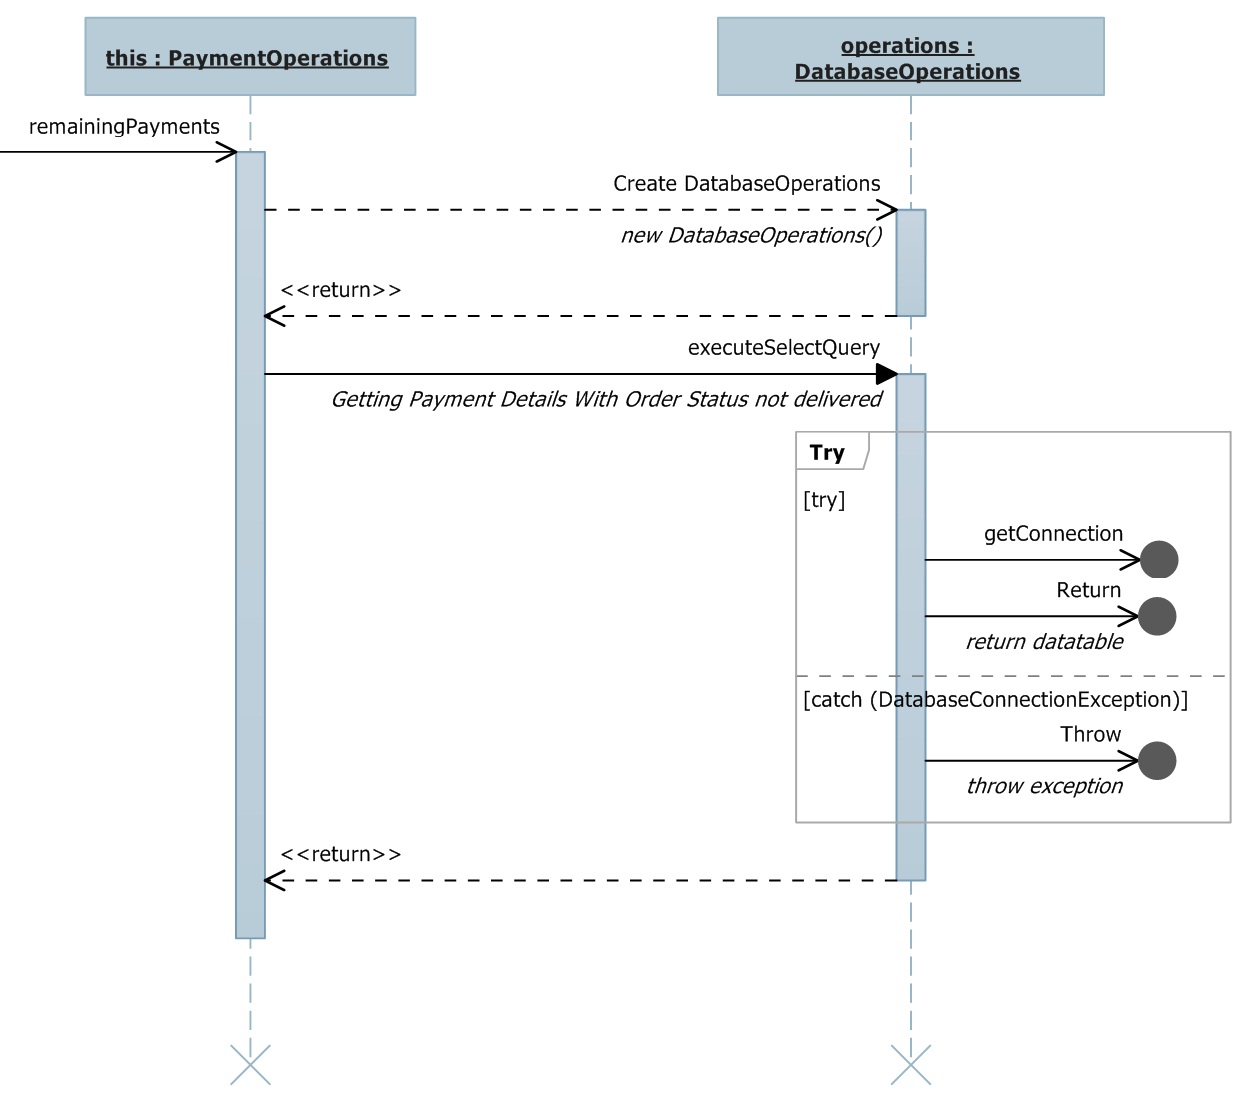 this : PaymentOperations
operations :
DatabaseOperations
remainingPayments
Create DatabaseOperations
new DatabaseOperations()
<<return>>
executeSelectQuery
Getting Payment Details With Order Status not delivered
Try
[try]
getConnection
Return
return datatable
[catch (DatabaseConnectionException)]
Throw
throw exception
<<return>>